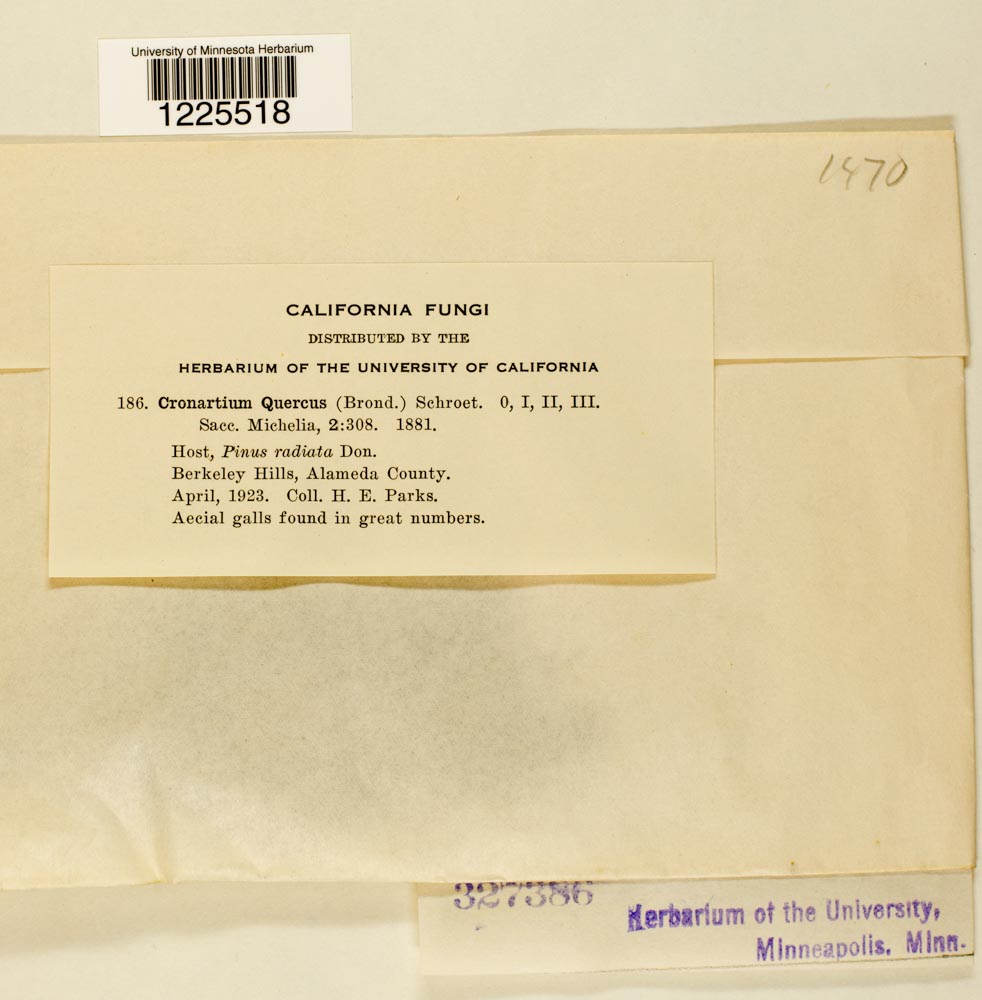 University of Minnesota Herbarium
1225518
1470
CALIFORNIA FUNGI
DISTRIBUTED BY THE
HERBARIUM OF THE UNIVERSITY OF CALIFORNIA
186. Cronartium Quercus (Brond.) Schroet. 0, I, II, III.
Sacc. Michelia, 2:308. 1881.
Host, Pinus radiata Don.
Berkeley Hills, Alameda County.
April, 1923. Coll. H. E. Parks.
Aecial galls found in great numbers.
327386
Herbarium of the University,
Minneapolis, Minn.